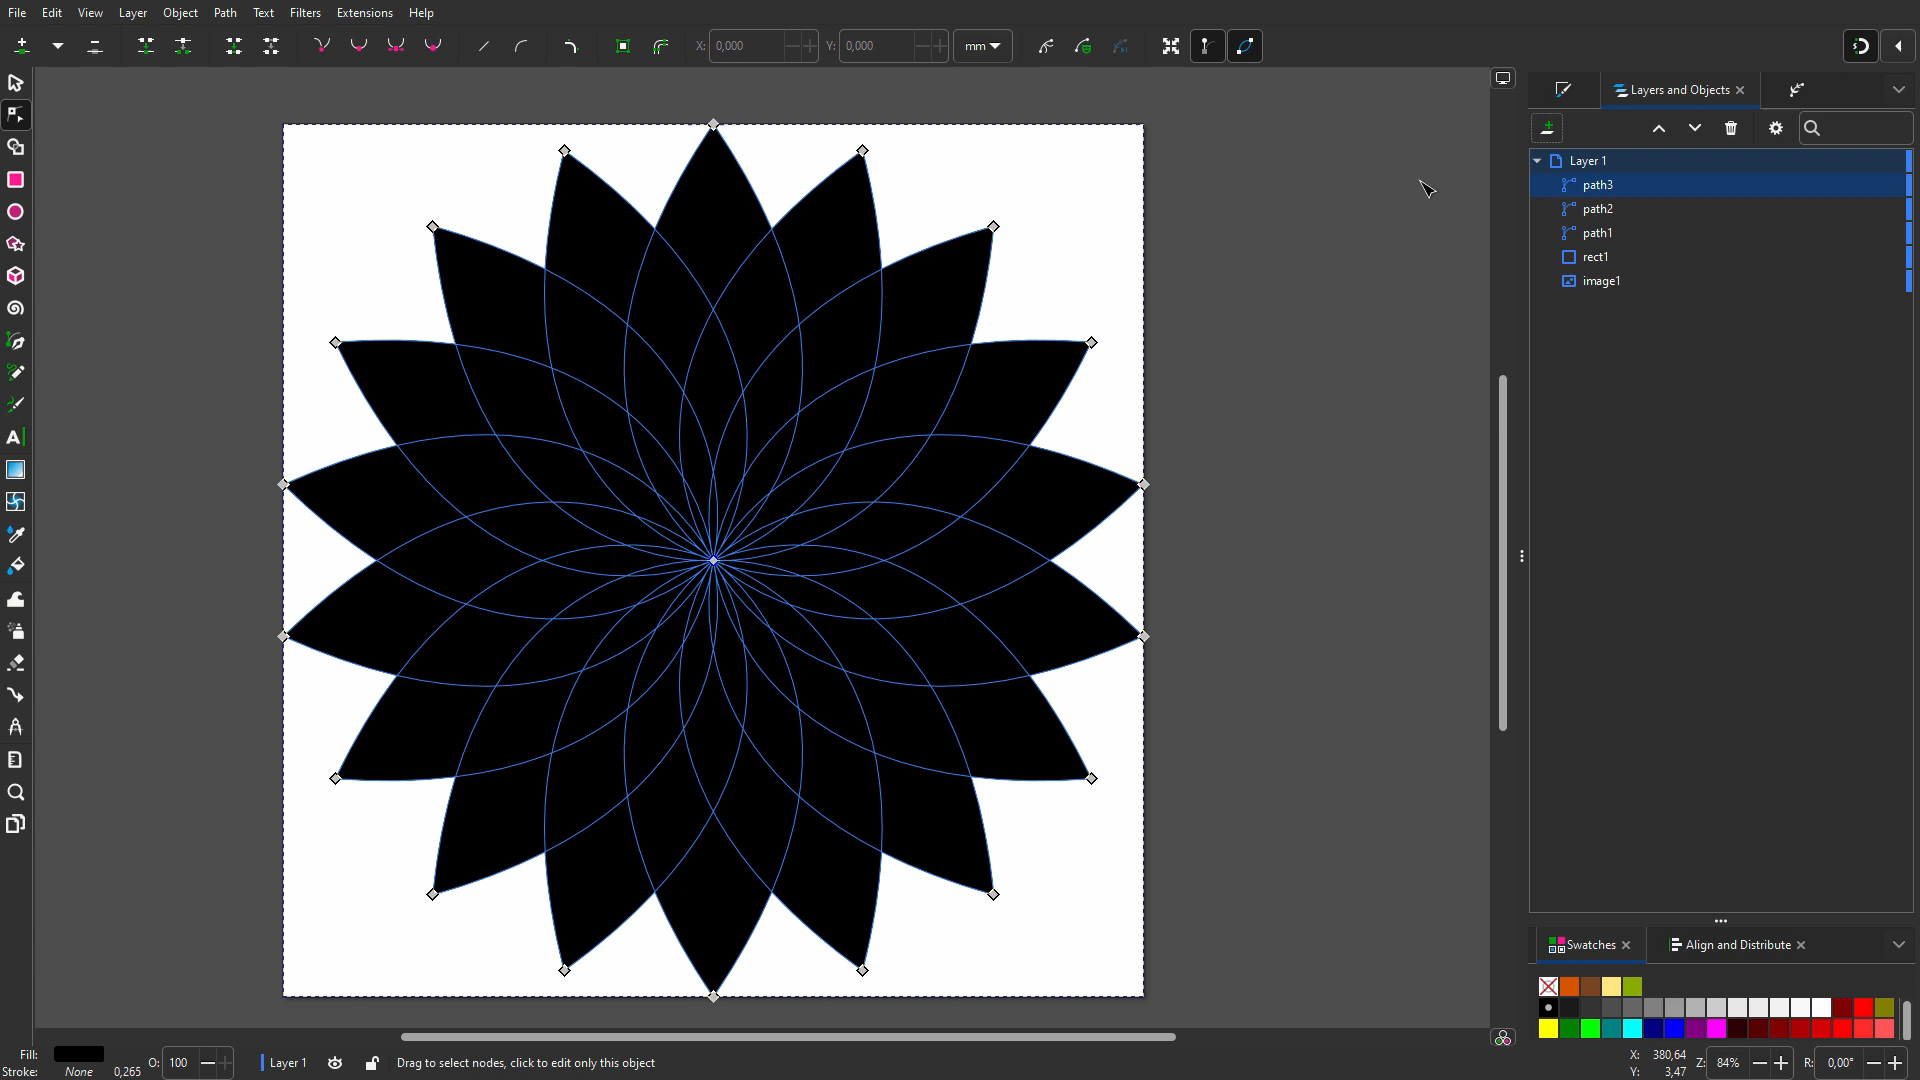 File Edit View Layer Object Path Text Filters Extensions Help
X: 0,000 Y: 0,000 mm
Layers and Objects
Layer 1
path3
path2
path1
rect1
image1
Swatches Align and Distribute
Fill:
Stroke: None 0,265
O: 100
Layer 1
Drag to select nodes, click to edit only this object
X: 380,64
Y: 3,47
Z: 84%
R: 0,00°